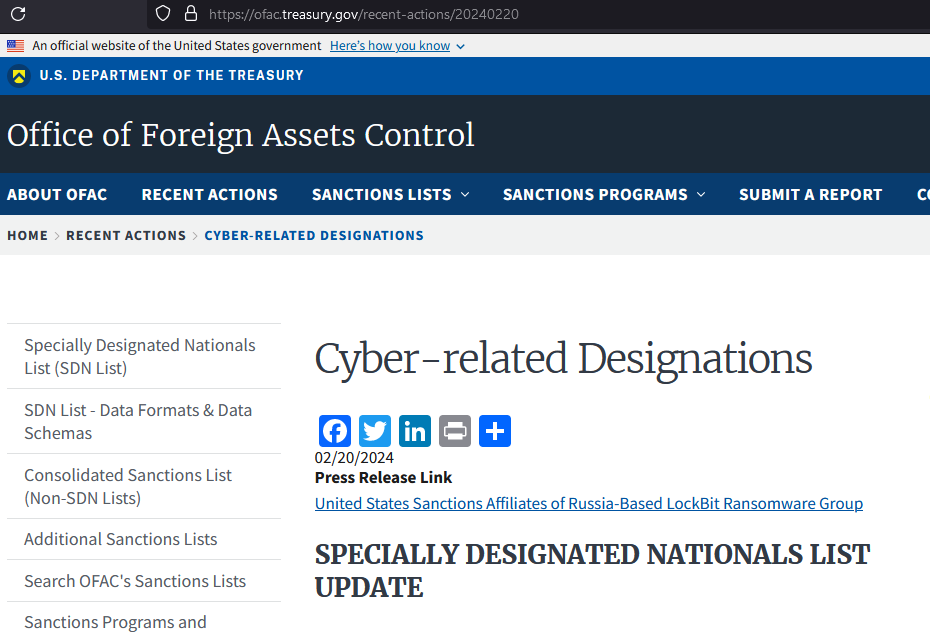 https://ofac.treasury.gov/recent-actions/20240220
An official website of the United States government Here's how you know
U.S. DEPARTMENT OF THE TREASURY
Office of Foreign Assets Control
ABOUT OFAC RECENT ACTIONS SANCTIONS LISTS SANCTIONS PROGRAMS SUBMIT A REPORT
HOME > RECENT ACTIONS > CYBER-RELATED DESIGNATIONS
Specially Designated Nationals
List (SDN List)
SDN List - Data Formats & Data
Schemas
Consolidated Sanctions List
(Non-SDN Lists)
Additional Sanctions Lists
Search OFAC's Sanctions Lists
Sanctions Programs and
Cyber-related Designations
02/20/2024
Press Release Link
United States Sanctions Affiliates of Russia-Based LockBit Ransomware Group
SPECIALLY DESIGNATED NATIONALS LIST
UPDATE